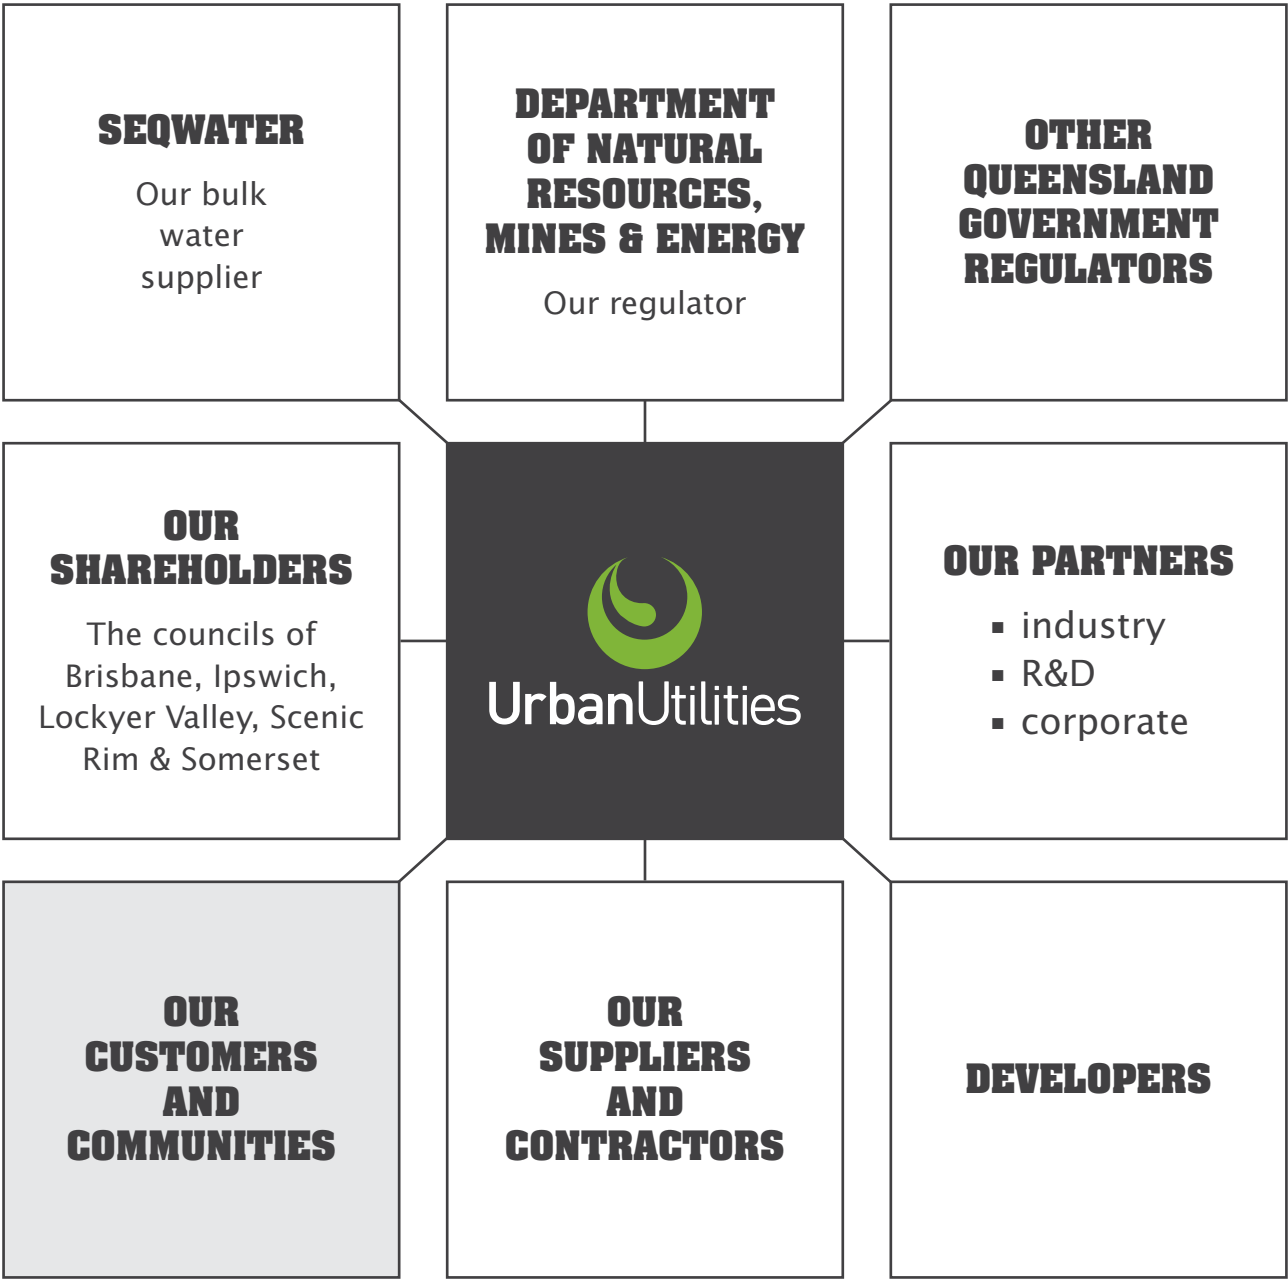 SEQWATER
Our bulk
water
supplier
DEPARTMENT
OF NATURAL
RESOURCES,
MINES & ENERGY
Our regulator
OTHER
QUEENSLAND
GOVERNMENT
REGULATORS
OUR
SHAREHOLDERS
The councils of
Brisbane, Ipswich,
Lockyer Valley, Scenic
Rim & Somerset
UrbanUtilities
OUR PARTNERS
▪ industry
▪ R&D
▪ corporate
OUR
CUSTOMERS
AND
COMMUNITIES
OUR
SUPPLIERS
AND
CONTRACTORS
DEVELOPERS